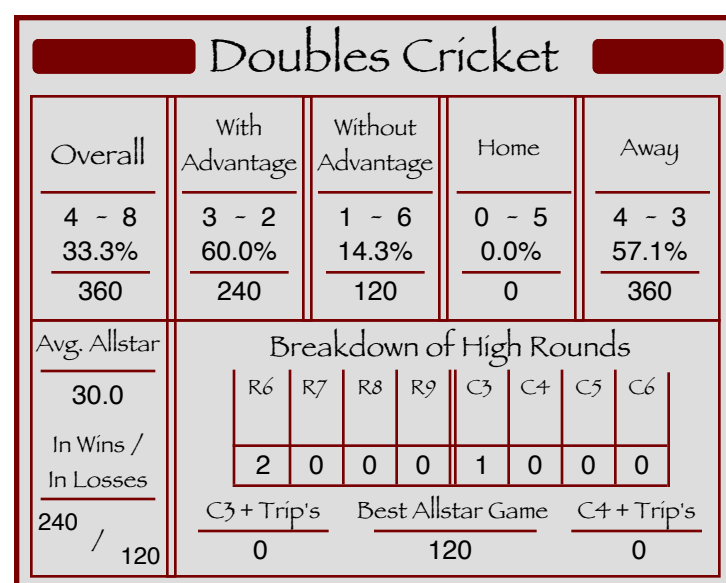 Doubles Cricket
Overall
4 ~ 8
33.3%
360
With
Advantage
3 ~ 2
60.0%
240
Without
Advantage
1 ~ 6
14.3%
120
Home
0 ~ 5
0.0%
0
Away
4 ~ 3
57.1%
360
Avg. Allstar
30.0
In Wins /
In Losses
240 / 120
Breakdown of High Rounds
R6 R7 R8 R9 C3 C4 C5 C6
2 0 0 0 1 0 0 0
C3 + Trip's Best Allstar Game C4 + Trip's
0 120 0